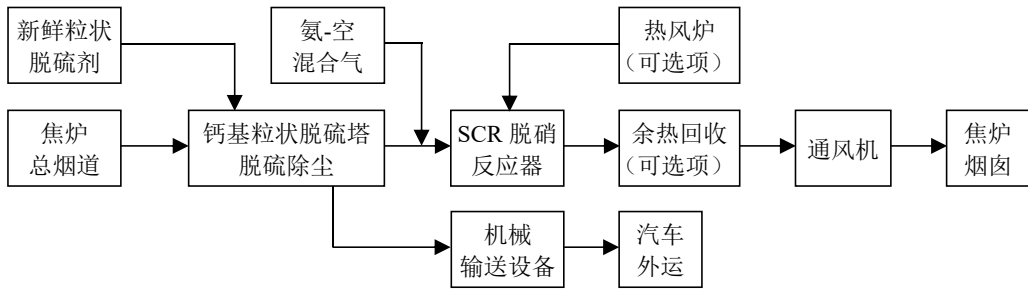 新鲜粒状
脱硫剂
氨-空
混合气
热风炉
（可选项）
焦炉
总烟道
钙基粒状脱硫塔
脱硫除尘
SCR 脱硝
反应器
余热回收
（可选项）
通风机
焦炉
烟囱
机械
输送设备
汽车
外运